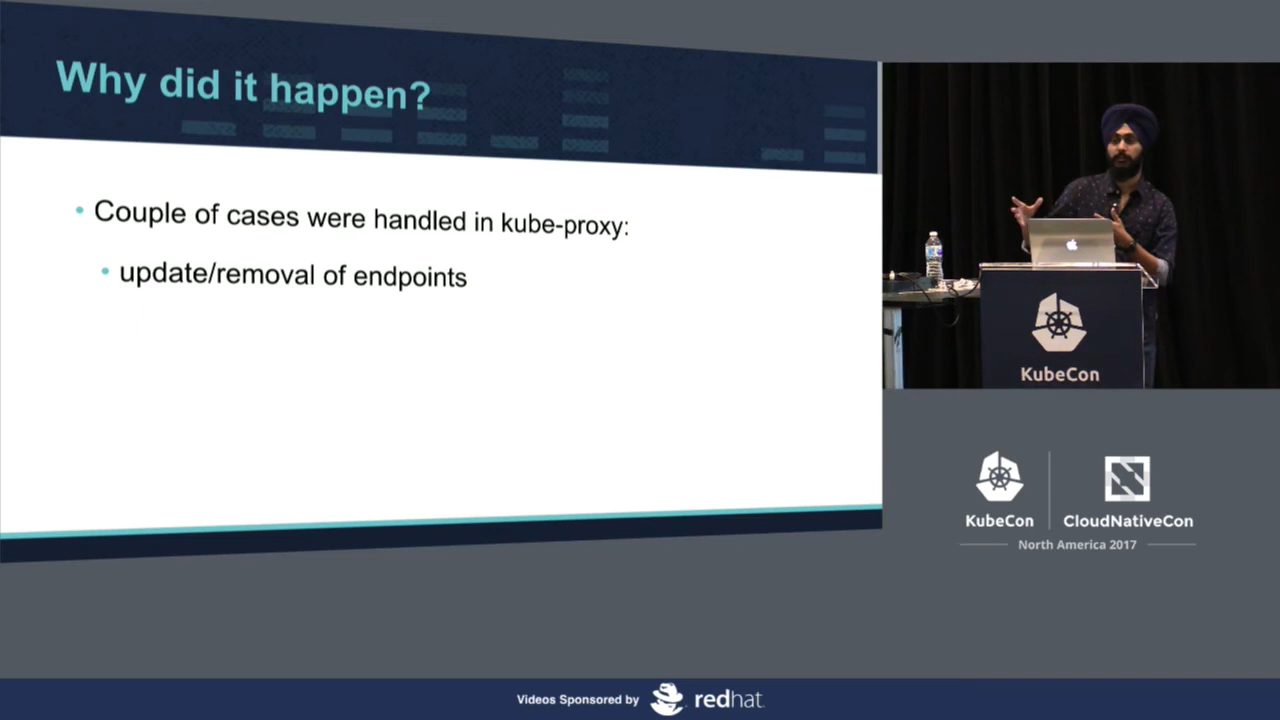 Why did it happen?
Couple of cases were handled in kube-proxy:
update/removal of endpoints
KubeCon
KubeCon
CloudNativeCon
North America 2017
Videos Sponsored by
redhat.